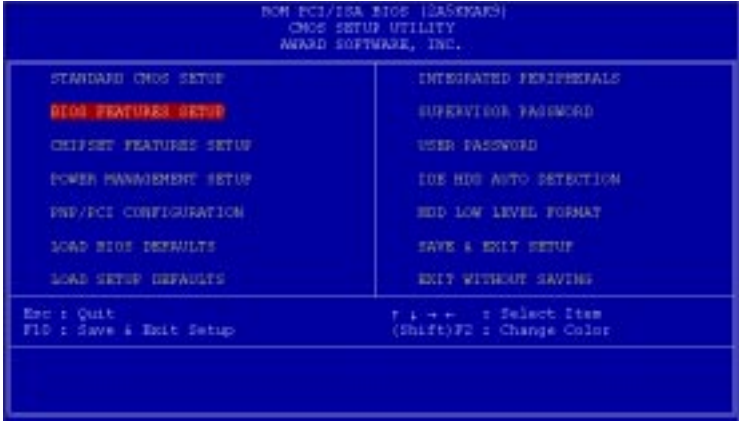 ROM PCI/ISA BIOS (2A5KKAK9)
CMOS SETUP UTILITY
AWARD SOFTWARE, INC.
STANDARD CMOS SETUP
BIOS FEATURES SETUP
CHIPSET FEATURES SETUP
POWER MANAGEMENT SETUP
PNP/PCI CONFIGURATION
LOAD BIOS DEFAULTS
LOAD SETUP DEFAULTS
INTEGRATED PERIPHERALS
SUPERVISOR PASSWORD
USER PASSWORD
IDE HDD AUTO DETECTION
HDD LOW LEVEL FORMAT
SAVE & EXIT SETUP
EXIT WITHOUT SAVING
Esc : Quit
F10 : Save & Exit Setup
↑ ↓ → ← : Select Item
(Shift)F2 : Change Color